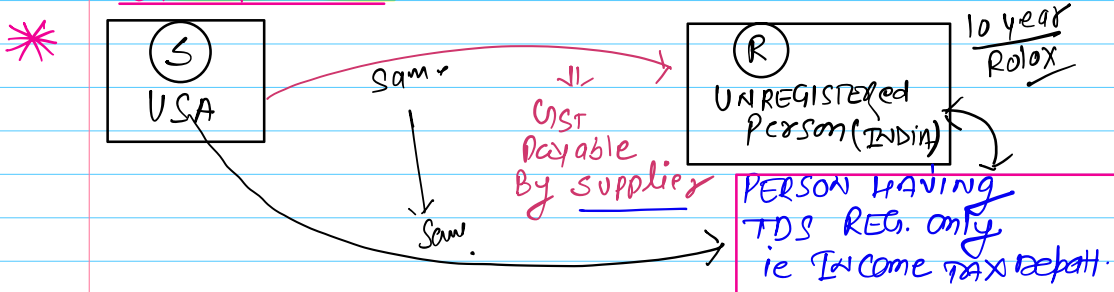 S
USA
Same
GST
Payable
By Supplier
Same
R
UNREGISTEred
Person (INDIA)
10 year
Rolox
PERSON HAVING
TDS REG. Only
ie INCome TAX Depatt.